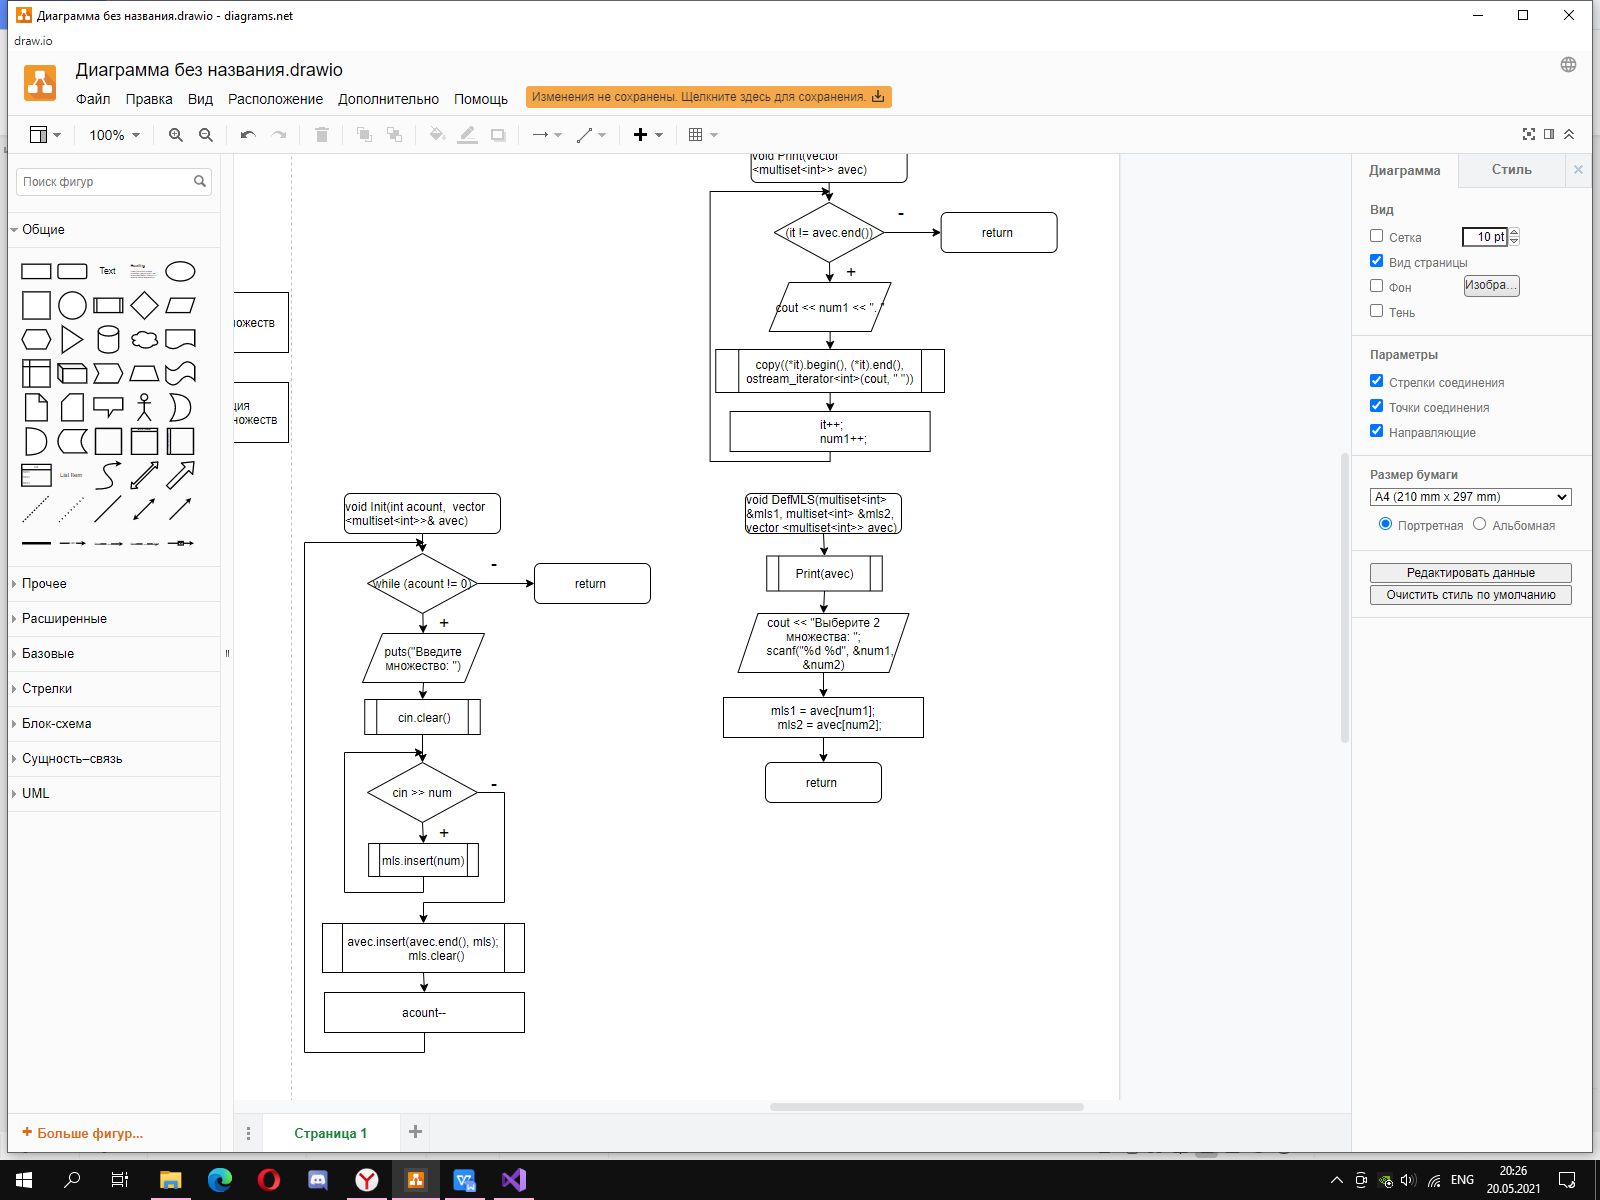 Диаграмма без названия.drawio - diagrams.net
draw.io
Диаграмма без названия.drawio
Файл Правка Вид Расположение Дополнительно Помощь
Изменения не сохранены. Щелкните здесь для сохранения.
100%
Поиск фигур
Общие
Text
Heading
List Item
Прочее
Расширенные
Базовые
Стрелки
Блок-схема
Сущность–связь
UML
+ Больше фигур...
ожеств
ция
ножеств
void Print(vector
<multiset<int>> avec)
(it != avec.end())
-
return
+
cout << num1 << ". "
copy((*it).begin(), (*it).end(),
ostream_iterator<int>(cout, " "))
it++;
num1++;
void Init(int acount, vector
<multiset<int>>& avec)
while (acount != 0)
-
return
+
puts("Введите
множество: ")
cin.clear()
cin >> num
-
+
mls.insert(num)
avec.insert(avec.end(), mls);
mls.clear()
acount--
void DefMLS(multiset<int>
&mls1, multiset<int> &mls2,
vector <multiset<int>> avec)
Print(avec)
cout << "Выберите 2
множества: ";
scanf("%d %d", &num1,
&num2)
mls1 = avec[num1];
mls2 = avec[num2];
return
Диаграмма
Стиль
Вид
Сетка
10 pt
Вид страницы
Фон
Изобра...
Тень
Параметры
Стрелки соединения
Точки соединения
Направляющие
Размер бумаги
A4 (210 mm x 297 mm)
Портретная
Альбомная
Редактировать данные
Очистить стиль по умолчанию
Страница 1
ENG
20:26
20.05.2021